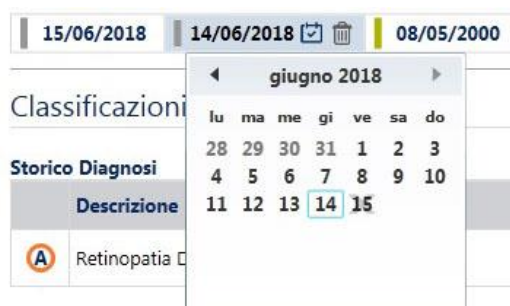 15/06/2018 14/06/2018 08/05/2000
giugno 2018
Classificazioni
lu ma me gi ve sa do
28 29 30 31 1 2 3
Storico Diagnosi
4 5 6 7 8 9 10
Descrizione
11 12 13 14 15
A Retinopatia